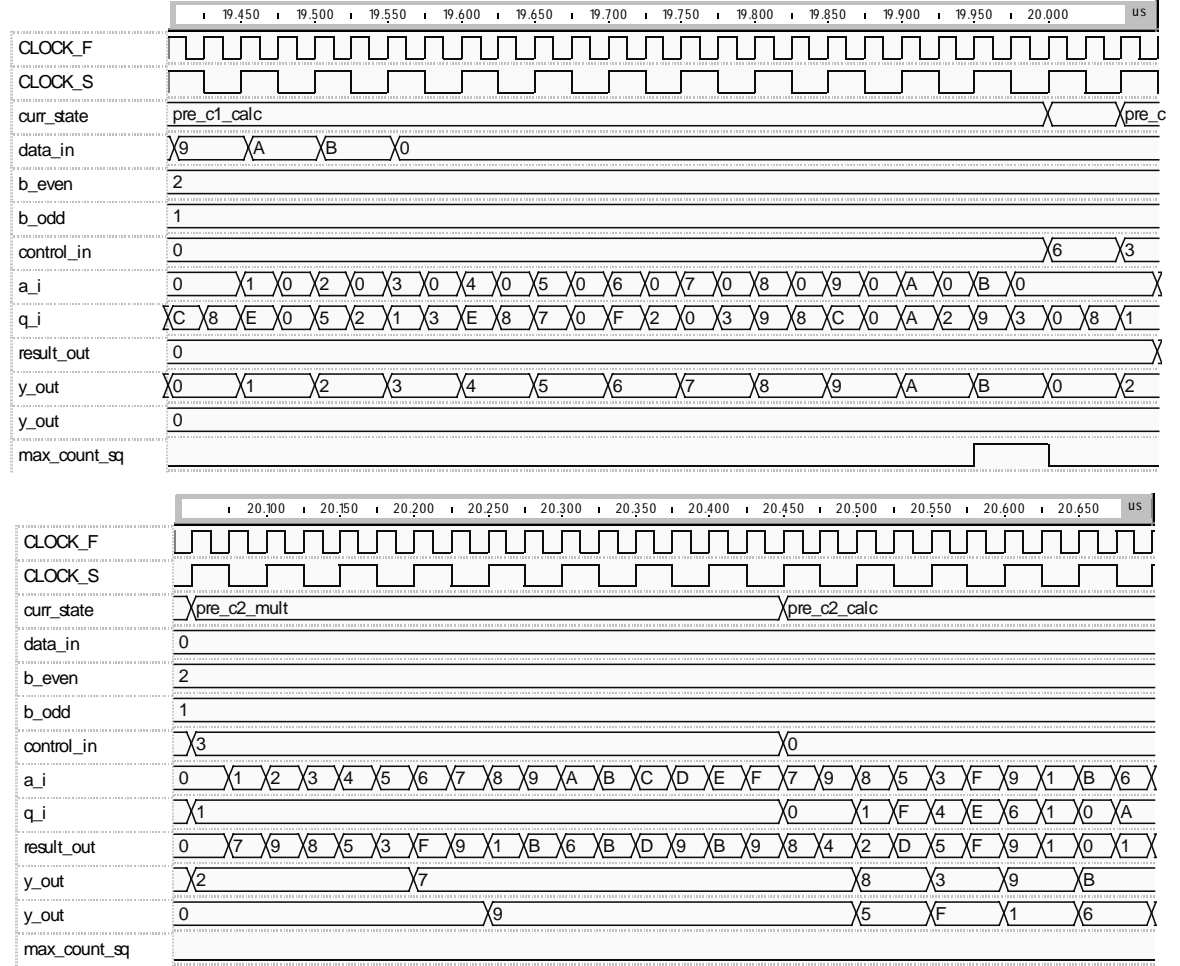 19.450 19.500 19.550 19.600 19.650 19.700 19.750 19.800 19.850 19.900 19.950 20.000 us
CLOCK_F
CLOCK_S
curr_state pre_c1_calc pre_c
data_in 9 A B 0
b_even 2
b_odd 1
control_in 0 6 3
a_i 0 1 0 2 0 3 0 4 0 5 0 6 0 7 0 8 0 9 0 A 0 B 0
q_i C 8 E 0 5 2 1 3 E 8 7 0 F 2 0 3 9 8 C 0 A 2 9 3 0 8 1
result_out 0
y_out 0 1 2 3 4 5 6 7 8 9 A B 0 2
y_out 0
max_count_sq
20.100 20.150 20.200 20.250 20.300 20.350 20.400 20.450 20.500 20.550 20.600 20.650 us
CLOCK_F
CLOCK_S
curr_state pre_c2_mult pre_c2_calc
data_in 0
b_even 2
b_odd 1
control_in 3 0
a_i 0 1 2 3 4 5 6 7 8 9 A B C D E F 7 9 8 5 3 F 9 1 B 6
q_i 1 0 1 F 4 E 6 1 0 A
result_out 0 7 9 8 5 3 F 9 1 B 6 B D 9 B 9 8 4 2 D 5 F 9 1 0 1
y_out 2 7 8 3 9 B
y_out 0 9 5 F 1 6
max_count_sq